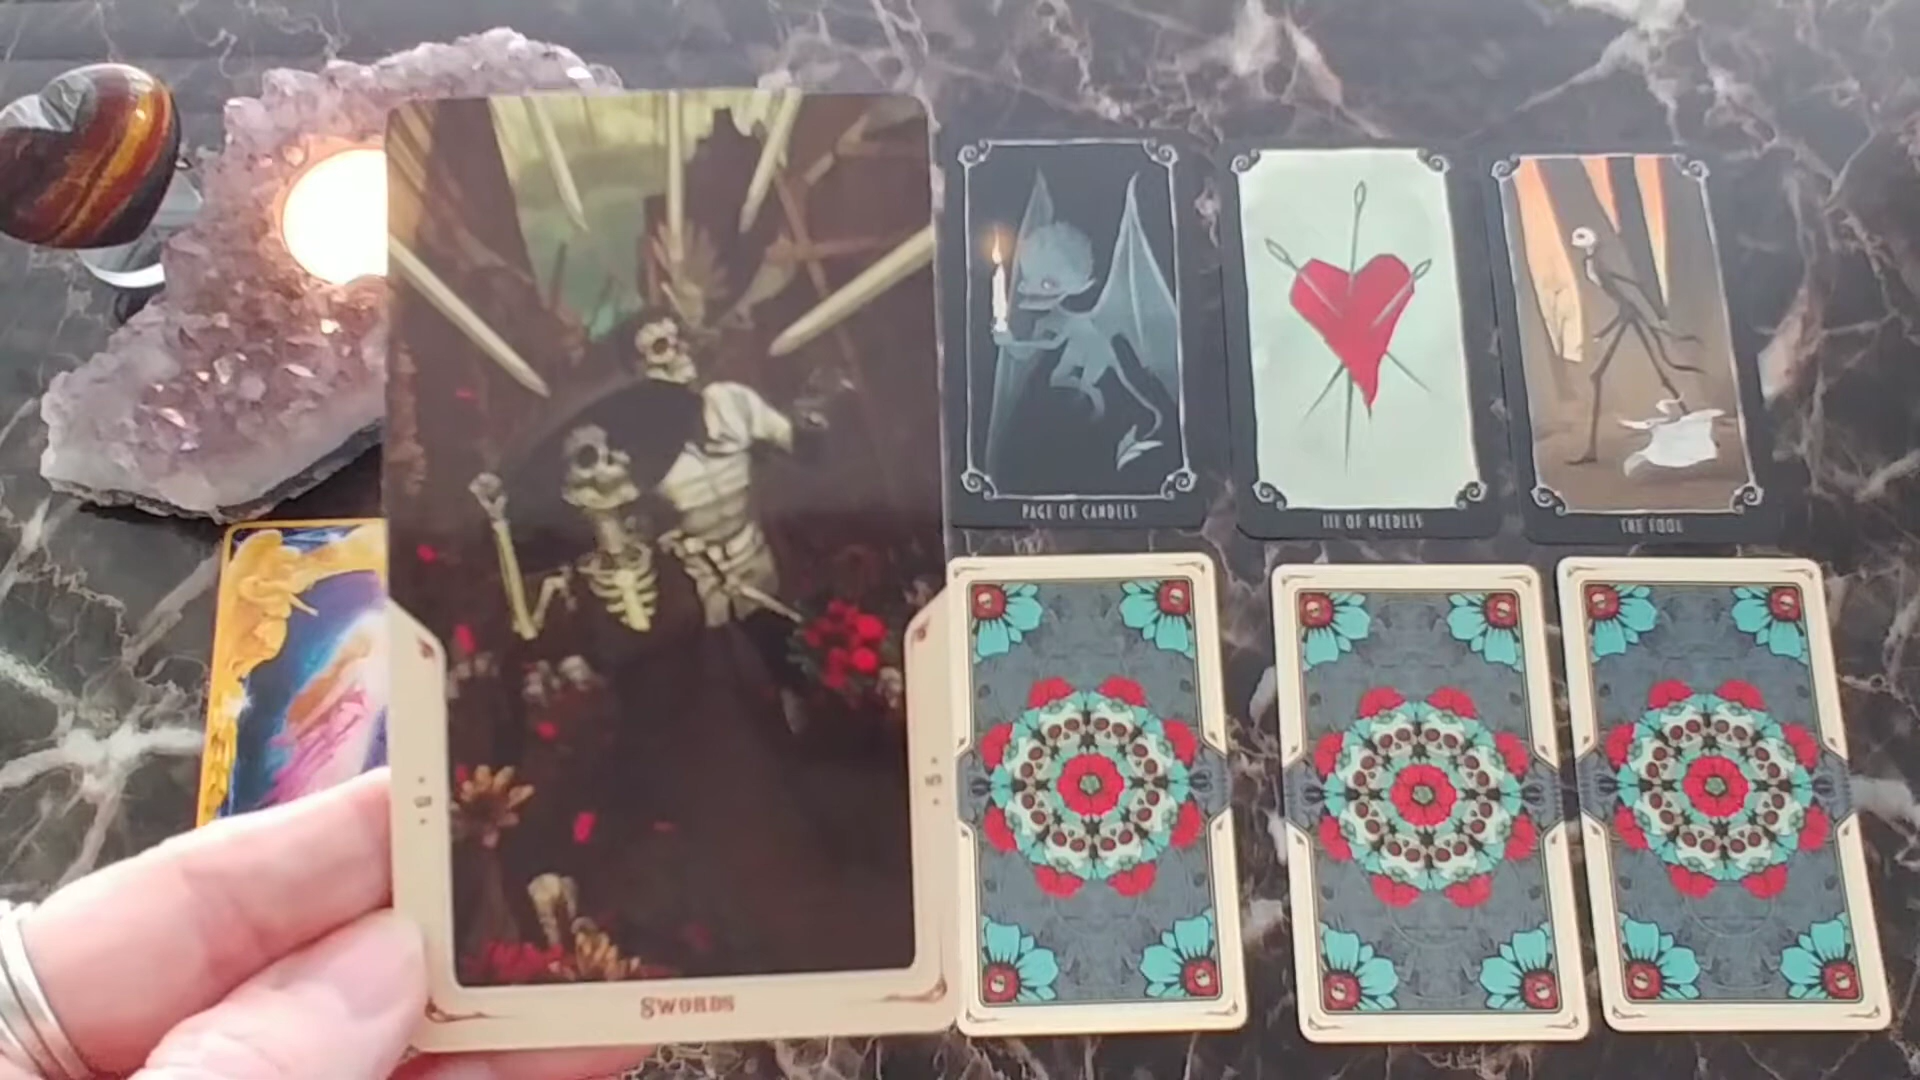 PAGE OF CANDLES
III OF NEEDLES
THE FOOL
SWORDS